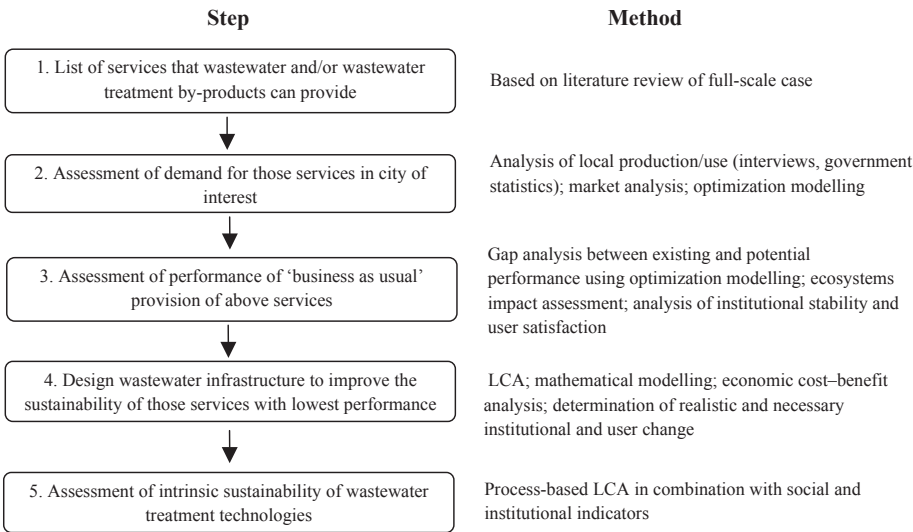 Step
Method
1. List of services that wastewater and/or wastewater
treatment by-products can provide
Based on literature review of full-scale case
2. Assessment of demand for those services in city of
interest
Analysis of local production/use (interviews, government
statistics); market analysis; optimization modelling
3. Assessment of performance of ‘business as usual’
provision of above services
Gap analysis between existing and potential
performance using optimization modelling; ecosystems
impact assessment; analysis of institutional stability and
user satisfaction
4. Design wastewater infrastructure to improve the
sustainability of those services with lowest performance
LCA; mathematical modelling; economic cost–benefit
analysis; determination of realistic and necessary
institutional and user change
5. Assessment of intrinsic sustainability of wastewater
treatment technologies
Process-based LCA in combination with social and
institutional indicators